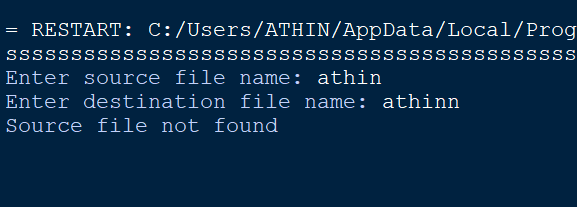 = RESTART: C:/Users/ATHIN/AppData/Local/Prog
ssssssssssssssssssssssssssssssssssssssssssss
Enter source file name: athin
Enter destination file name: athinn
Source file not found